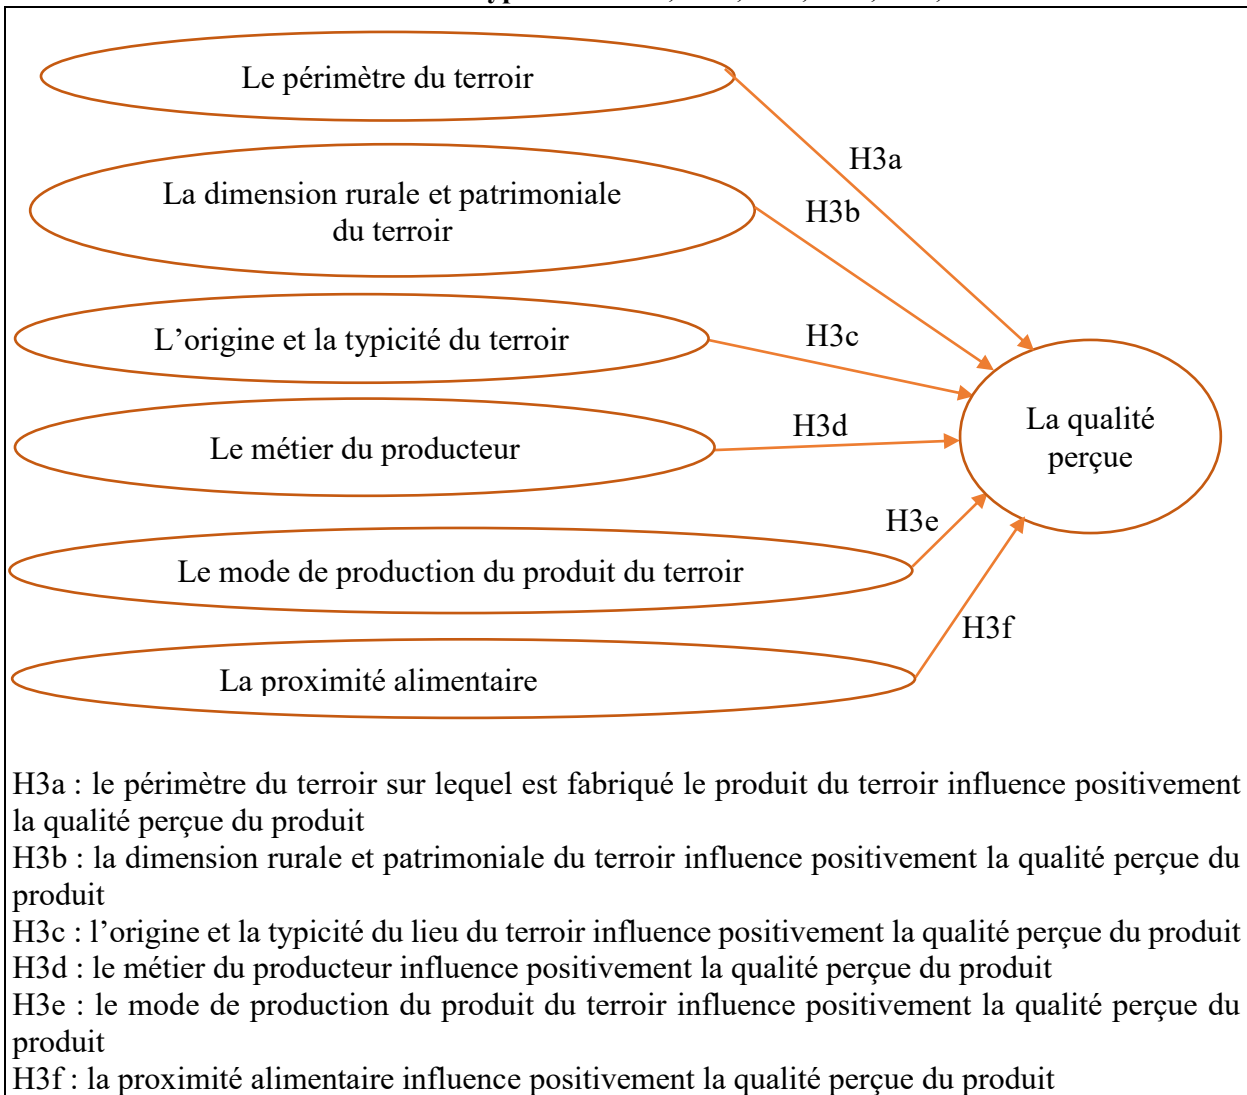 Le périmètre du terroir
H3a
La dimension rurale et patrimoniale
du terroir
H3b
L’origine et la typicité du terroir
H3c
Le métier du producteur
H3d
La qualité
perçue
Le mode de production du produit du terroir
H3e
La proximité alimentaire
H3f
H3a : le périmètre du terroir sur lequel est fabriqué le produit du terroir influence positivement
la qualité perçue du produit
H3b : la dimension rurale et patrimoniale du terroir influence positivement la qualité perçue du
produit
H3c : l’origine et la typicité du lieu du terroir influence positivement la qualité perçue du produit
H3d : le métier du producteur influence positivement la qualité perçue du produit
H3e : le mode de production du produit du terroir influence positivement la qualité perçue du
produit
H3f : la proximité alimentaire influence positivement la qualité perçue du produit